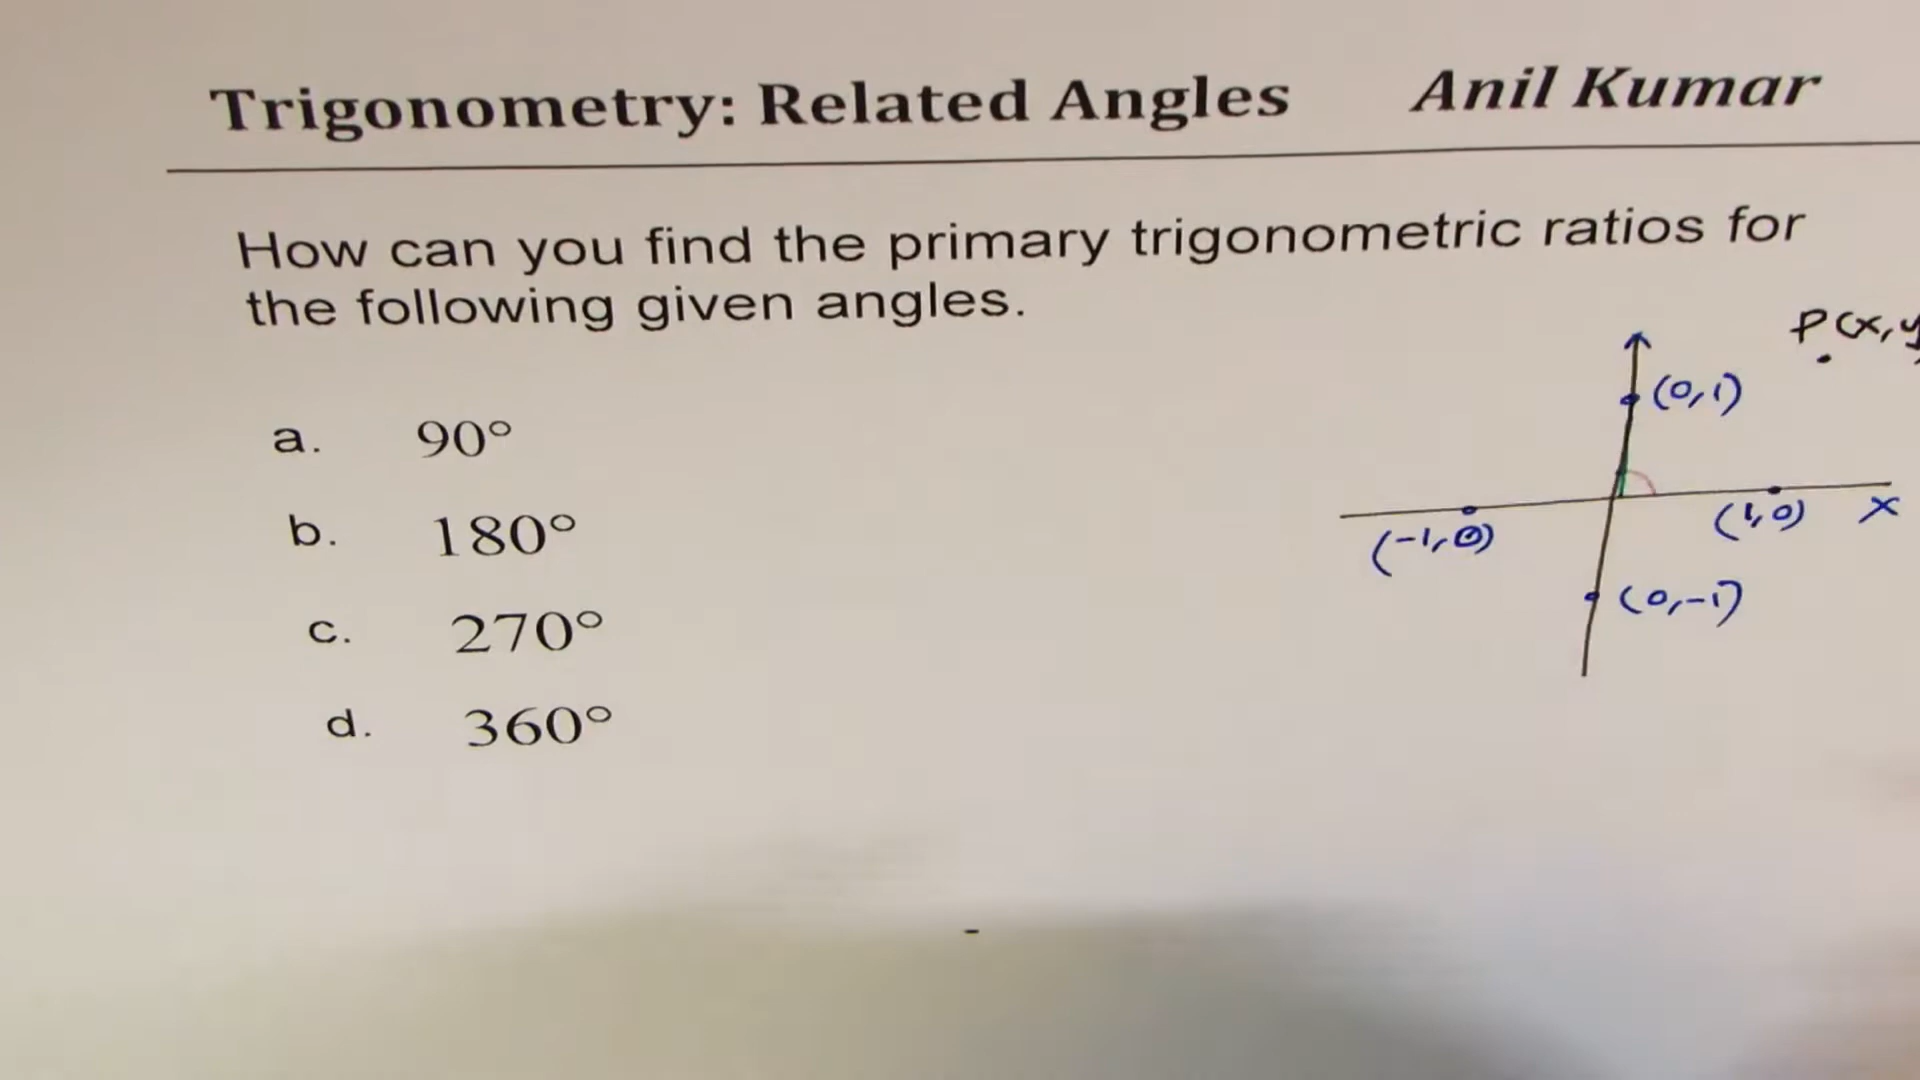 Trigonometry: Related Angles Anil Kumar
How can you find the primary trigonometric ratios for
the following given angles.
P(x,y
(0,1)
a. 90°
(-1,0) (1,0) x
b. 180°
(0,-1)
c. 270°
d. 360°